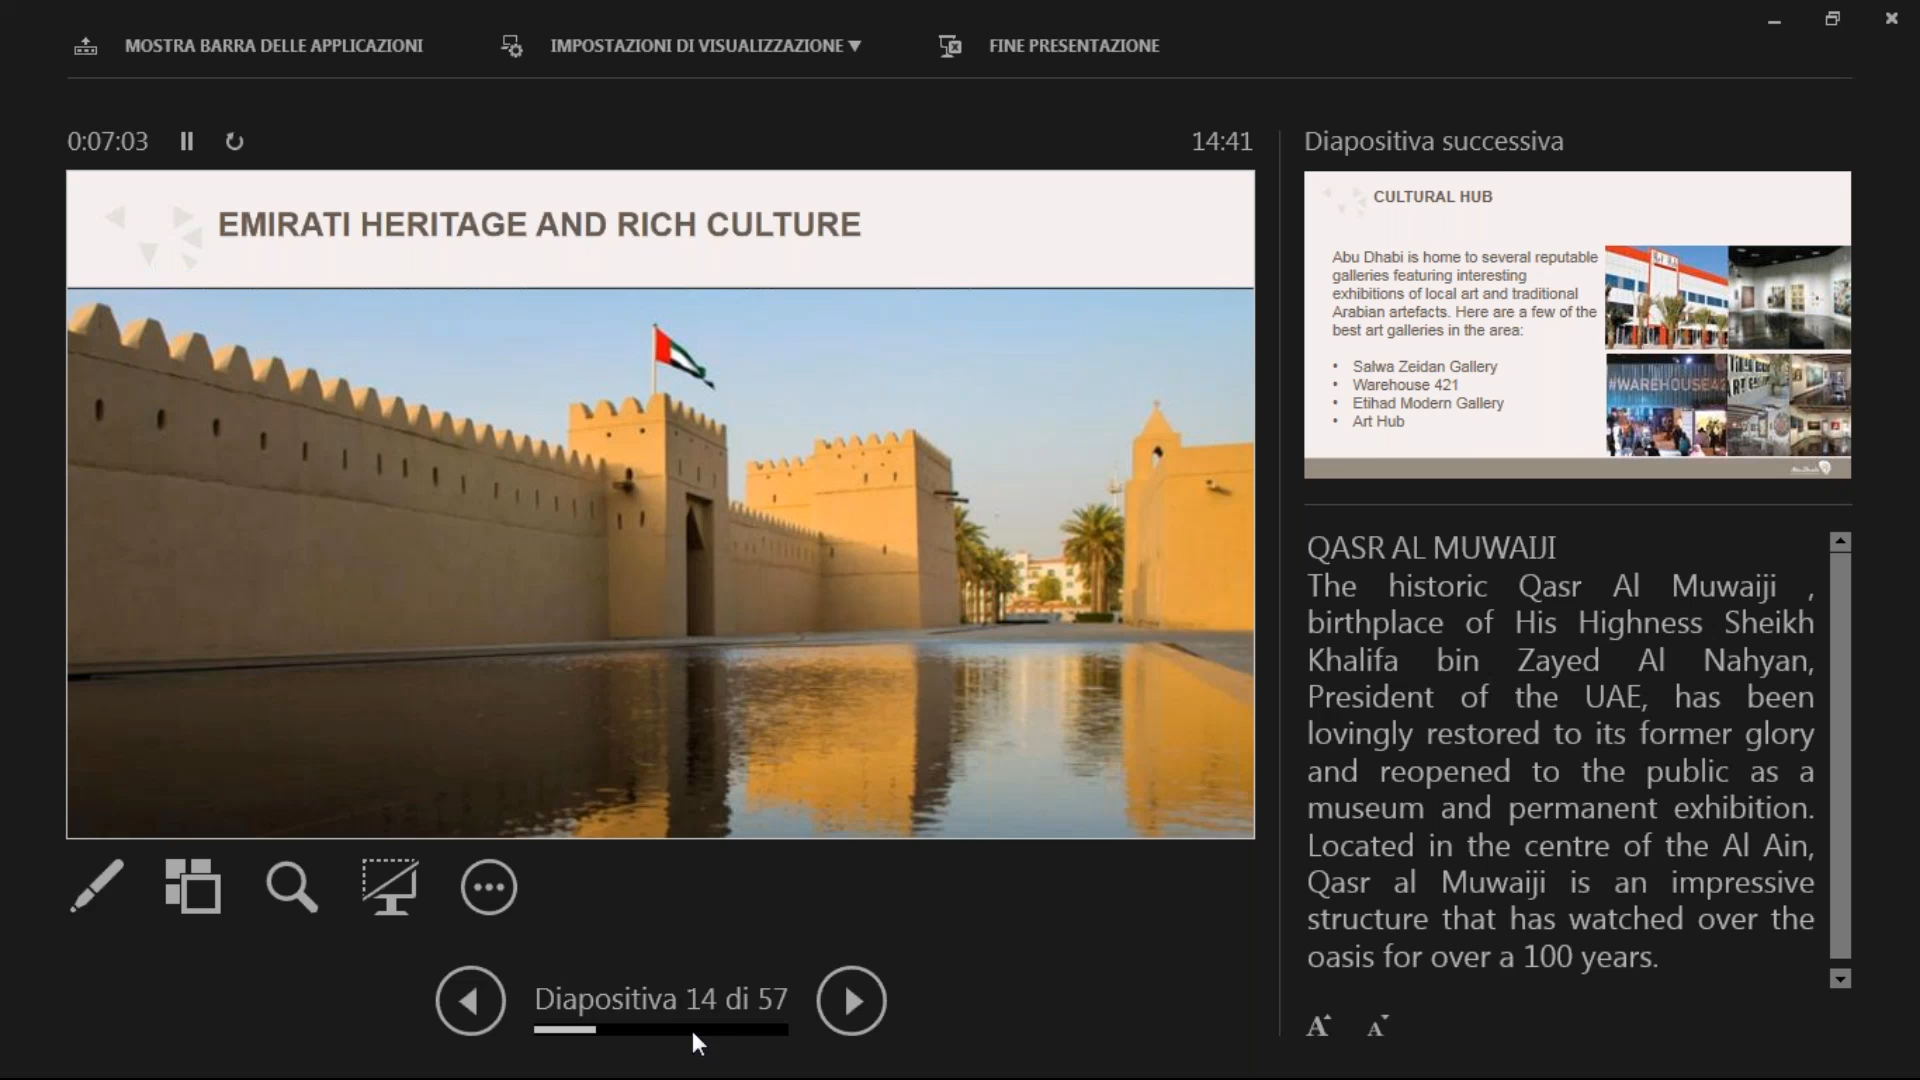 MOSTRA BARRA DELLE APPLICAZIONI
IMPOSTAZIONI DI VISUALIZZAZIONE ▼
FINE PRESENTAZIONE
0:07:03
14:41
EMIRATI HERITAGE AND RICH CULTURE
Diapositiva 14 di 57
Diapositiva successiva
CULTURAL HUB
Abu Dhabi is home to several reputable
galleries featuring interesting
exhibitions of local art and traditional
Arabian artefacts. Here are a few of the
best art galleries in the area:
• Salwa Zeidan Gallery
• Warehouse 421
• Etihad Modern Gallery
• Art Hub
QASR AL MUWAIJI
The historic Qasr Al Muwaiji ,
birthplace of His Highness Sheikh
Khalifa bin Zayed Al Nahyan,
President of the UAE, has been
lovingly restored to its former glory
and reopened to the public as a
museum and permanent exhibition.
Located in the centre of the Al Ain,
Qasr al Muwaiji is an impressive
structure that has watched over the
oasis for over a 100 years.
A A